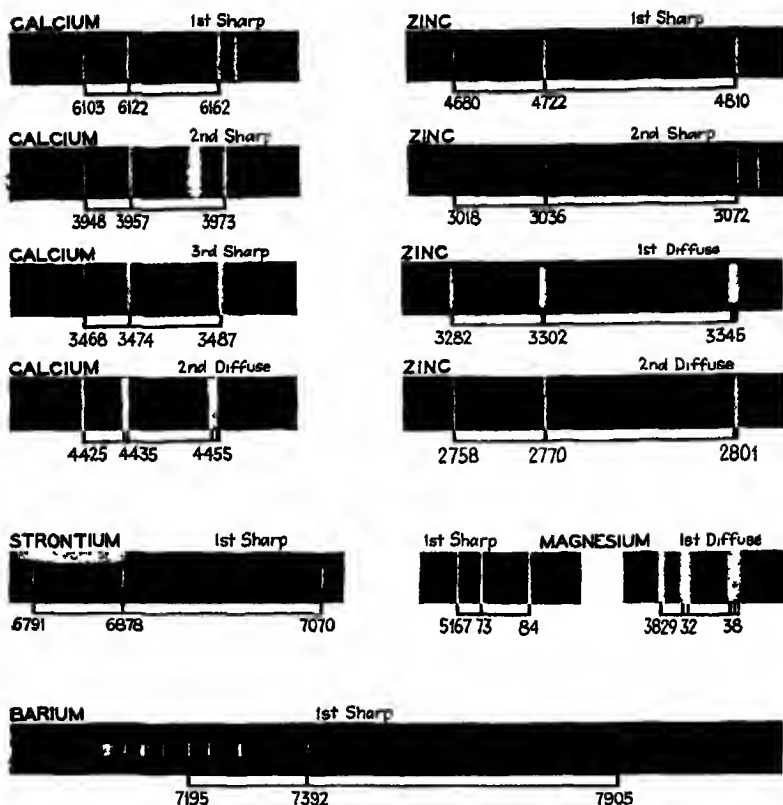 CALCIUM 1st Sharp
6103 6122 6162
CALCIUM 2nd Sharp
3948 3957 3973
CALCIUM 3rd Sharp
3468 3474 3487
CALCIUM 2nd Diffuse
4425 4435 4455
ZINC 1st Sharp
4680 4722 4810
ZINC 2nd Sharp
3018 3036 3072
ZINC 1st Diffuse
3282 3302 3345
ZINC 2nd Diffuse
2758 2770 2801
STRONTIUM 1st Sharp
6791 6878 7070
1st Sharp MAGNESIUM 1st Diffuse
5167 73 84 3829 32 38
BARIUM 1st Sharp
7195 7392 7905